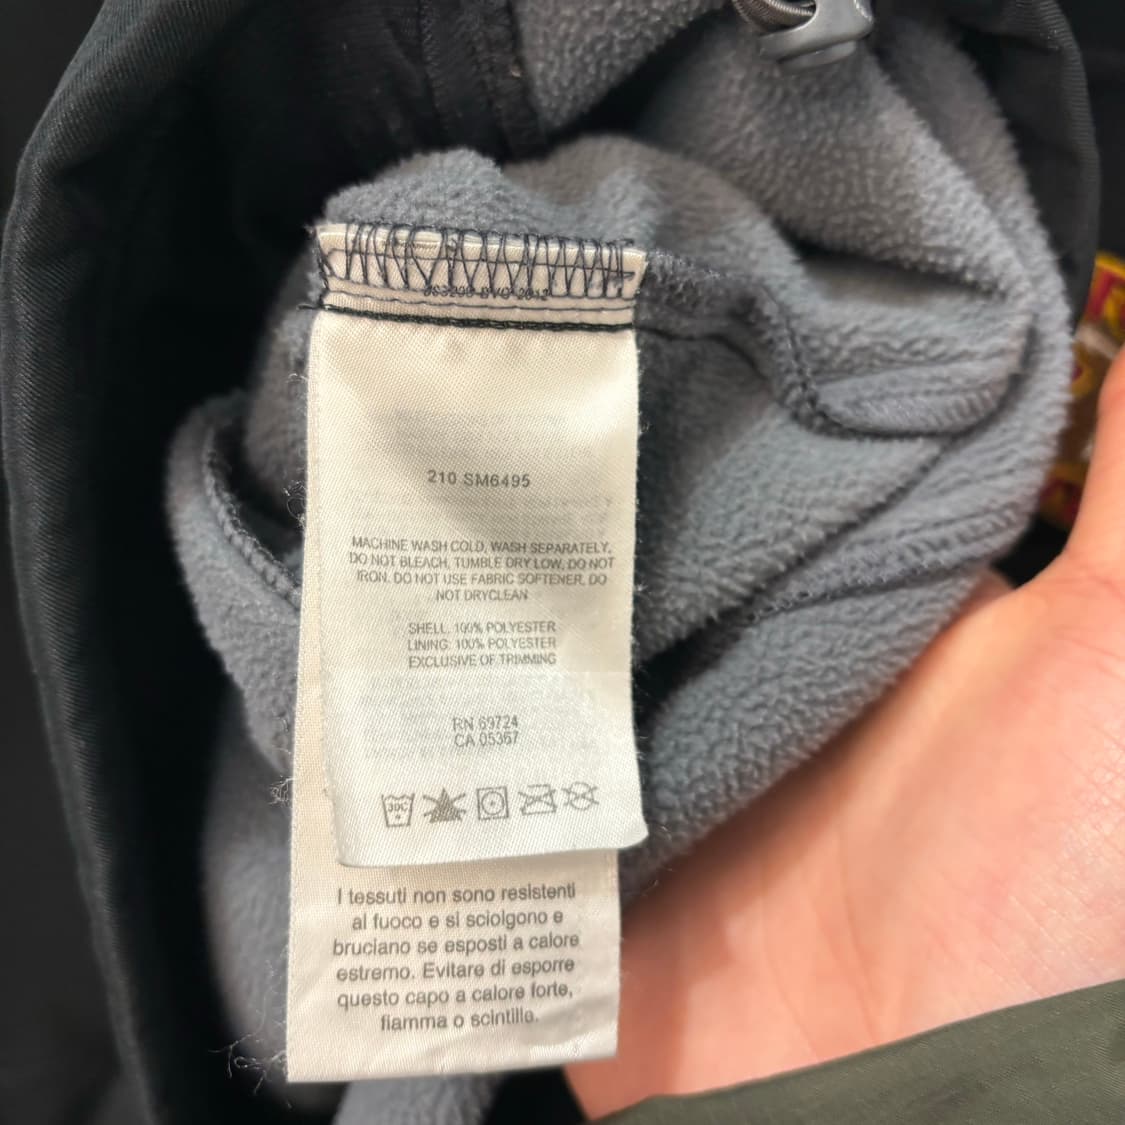 210 SM6495
MACHINE WASH COLD, WASH SEPARATELY,
DO NOT BLEACH, TUMBLE DRY LOW, DO NOT
IRON. DO NOT USE FABRIC SOFTENER, DO
NOT DRYCLEAN
SHELL: 100% POLYESTER
LINING: 100% POLYESTER
EXCLUSIVE OF TRIMMING
RN 69724
CA 05367
30C
I tessuti non sono resistenti
al fuoco e si sciolgono e
bruciano se esposti a calore
estremo. Evitare di esporre
questo capo a calore forte,
fiamma o scintille.